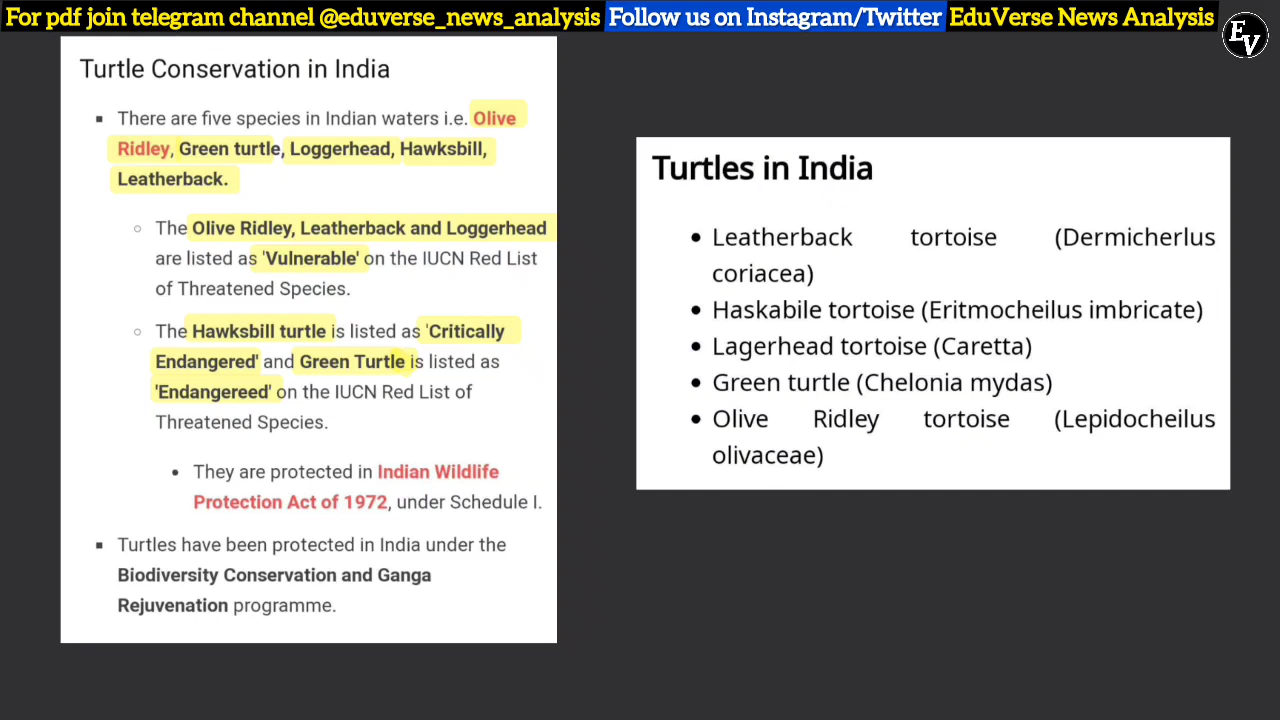 For pdf join telegram channel @eduverse_news_analysis Follow us on Instagram/Twitter EduVerse News Analysis
EV
Turtle Conservation in India
There are five species in Indian waters i.e. Olive
Ridley, Green turtle, Loggerhead, Hawksbill,
Leatherback.
The Olive Ridley, Leatherback and Loggerhead
are listed as 'Vulnerable' on the IUCN Red List
of Threatened Species.
The Hawksbill turtle is listed as 'Critically
Endangered' and Green Turtle is listed as
'Endangereed' on the IUCN Red List of
Threatened Species.
They are protected in Indian Wildlife
Protection Act of 1972, under Schedule I.
Turtles have been protected in India under the
Biodiversity Conservation and Ganga
Rejuvenation programme.
Turtles in India
Leatherback tortoise (Dermicherlus
coriacea)
Haskabile tortoise (Eritmocheilus imbricate)
Lagerhead tortoise (Caretta)
Green turtle (Chelonia mydas)
Olive Ridley tortoise (Lepidocheilus
olivaceae)